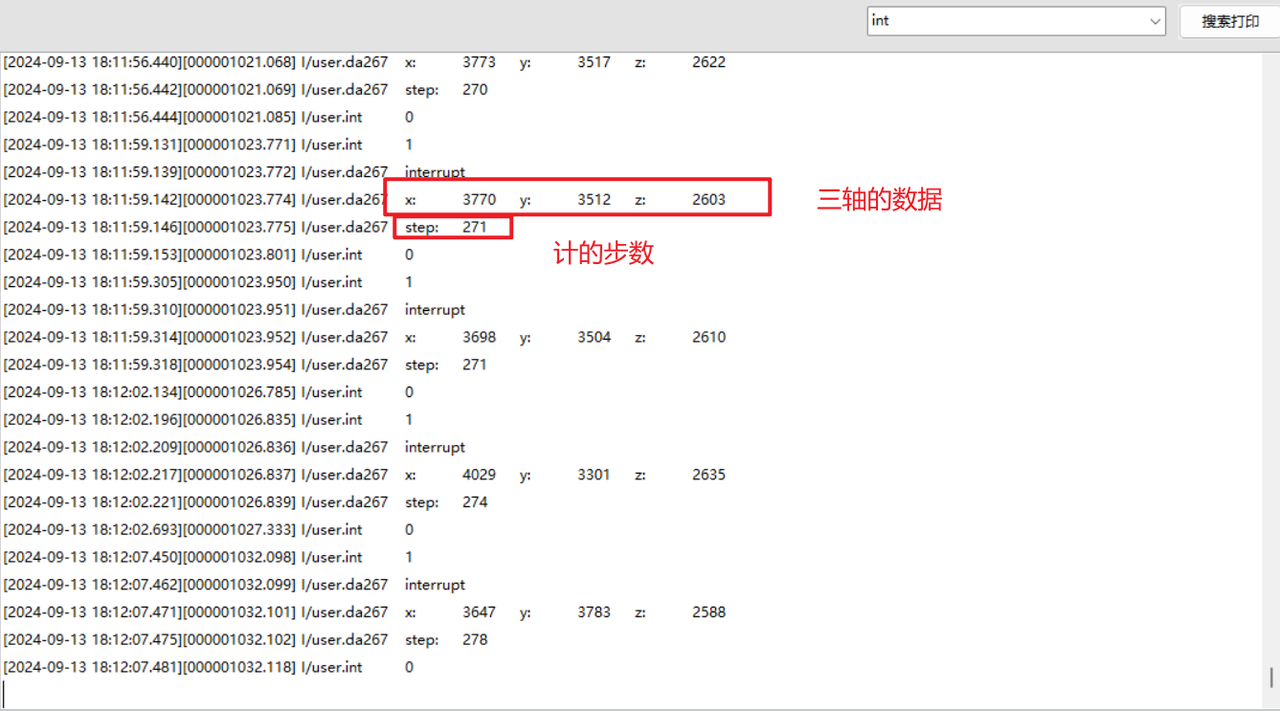 int 搜索打印
[2024-09-13 18:11:56.440][000001021.068] I/user.da267 x: 3773 y: 3517 z: 2622
[2024-09-13 18:11:56.442][000001021.069] I/user.da267 step: 270
[2024-09-13 18:11:56.444][000001021.085] I/user.int 0
[2024-09-13 18:11:59.131][000001023.771] I/user.int 1
[2024-09-13 18:11:59.139][000001023.772] I/user.da267 interrupt
[2024-09-13 18:11:59.142][000001023.774] I/user.da267 x: 3770 y: 3512 z: 2603 三轴的数据
[2024-09-13 18:11:59.146][000001023.775] I/user.da267 step: 271
计的步数
[2024-09-13 18:11:59.153][000001023.801] I/user.int 0
[2024-09-13 18:11:59.305][000001023.950] I/user.int 1
[2024-09-13 18:11:59.310][000001023.951] I/user.da267 interrupt
[2024-09-13 18:11:59.314][000001023.952] I/user.da267 x: 3698 y: 3504 z: 2610
[2024-09-13 18:11:59.318][000001023.954] I/user.da267 step: 271
[2024-09-13 18:12:02.134][000001026.785] I/user.int 0
[2024-09-13 18:12:02.196][000001026.835] I/user.int 1
[2024-09-13 18:12:02.209][000001026.836] I/user.da267 interrupt
[2024-09-13 18:12:02.217][000001026.837] I/user.da267 x: 4029 y: 3301 z: 2635
[2024-09-13 18:12:02.221][000001026.839] I/user.da267 step: 274
[2024-09-13 18:12:02.693][000001027.333] I/user.int 0
[2024-09-13 18:12:07.450][000001032.098] I/user.int 1
[2024-09-13 18:12:07.462][000001032.099] I/user.da267 interrupt
[2024-09-13 18:12:07.471][000001032.101] I/user.da267 x: 3647 y: 3783 z: 2588
[2024-09-13 18:12:07.475][000001032.102] I/user.da267 step: 278
[2024-09-13 18:12:07.481][000001032.118] I/user.int 0